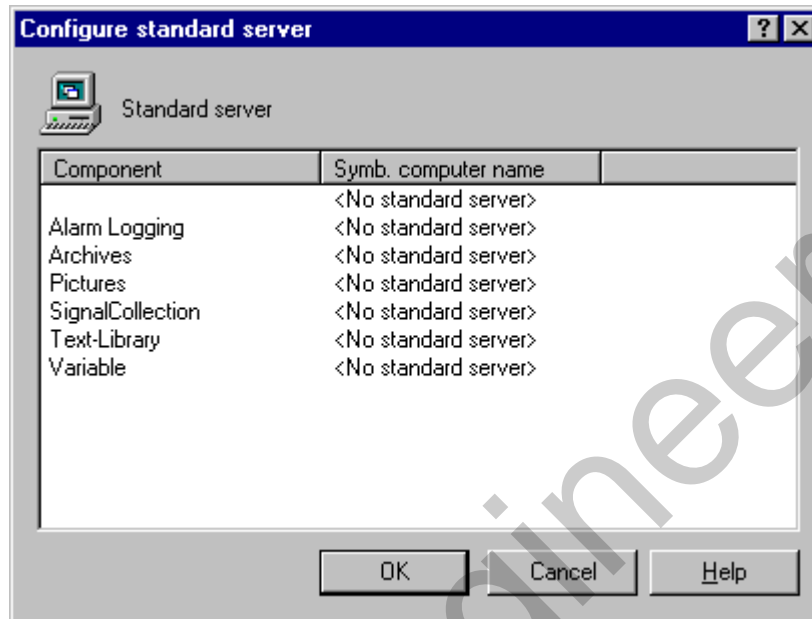 Configure standard server
Standard server
Component Symb. computer name
<No standard server>
Alarm Logging <No standard server>
Archives <No standard server>
Pictures <No standard server>
SignalCollection <No standard server>
Text-Library <No standard server>
Variable <No standard server>
OK Cancel Help